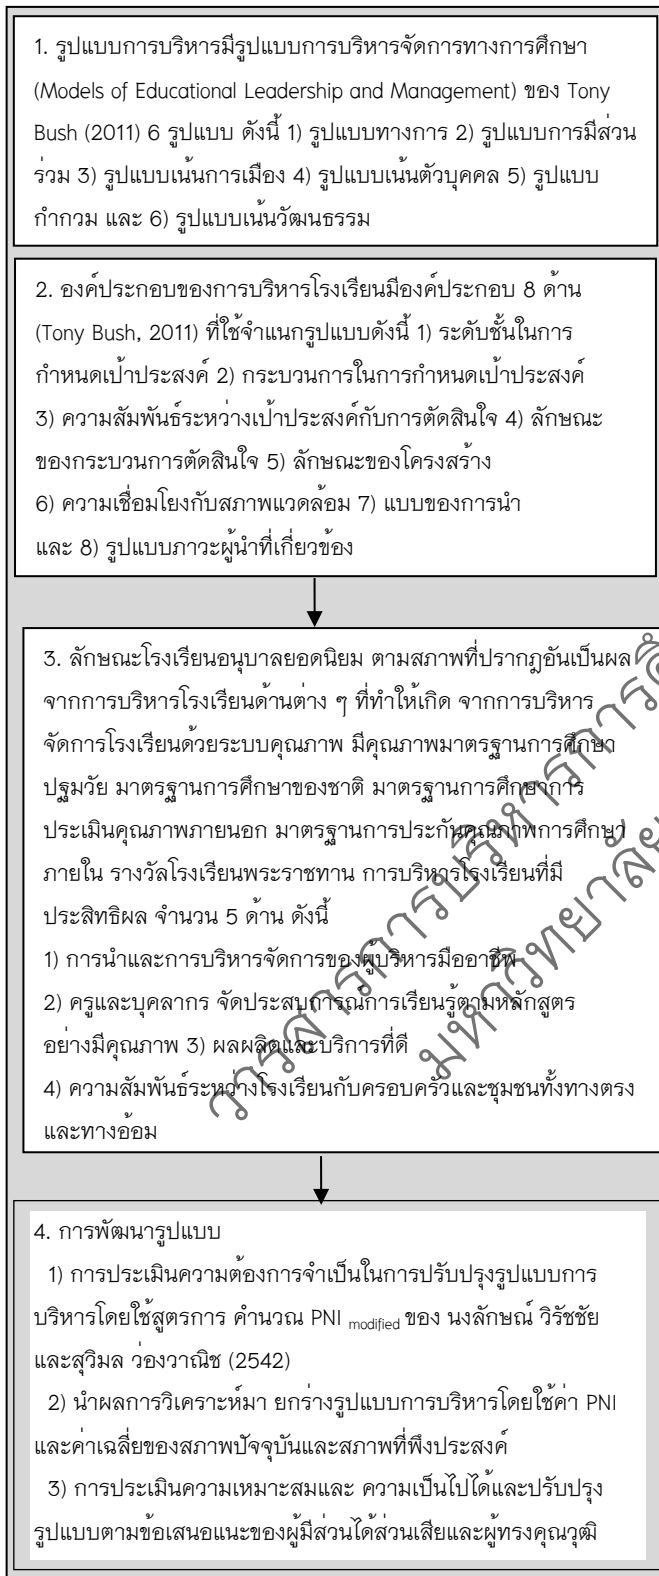 1. รูปแบบการบริหารมีรูปแบบการบริหารจัดการทางการศึกษา
(Models of Educational Leadership and Management) ของ Tony
Bush (2011) 6 รูปแบบ ดังนี้ 1) รูปแบบทางการ 2) รูปแบบการมีส่วน
ร่วม 3) รูปแบบเน้นการเมือง 4) รูปแบบเน้นตัวบุคคล 5) รูปแบบ
กำกวม และ 6) รูปแบบเน้นวัฒนธรรม
2. องค์ประกอบของการบริหารโรงเรียนมีองค์ประกอบ 8 ด้าน
(Tony Bush, 2011) ที่ใช้จำแนกรูปแบบดังนี้ 1) ระดับชั้นในการ
กำหนดเป้าประสงค์ 2) กระบวนการในการกำหนดเป้าประสงค์
3) ความสัมพันธ์ระหว่างเป้าประสงค์กับการตัดสินใจ 4) ลักษณะ
ของกระบวนการตัดสินใจ 5) ลักษณะของโครงสร้าง
6) ความเชื่อมโยงกับสภาพแวดล้อม 7) แบบของการนำ
และ 8) รูปแบบภาวะผู้นำที่เกี่ยวข้อง
3. ลักษณะโรงเรียนอนุบาลยอดนิยม ตามสภาพที่ปรากฏอันเป็นผล
จากการบริหารโรงเรียนด้านต่าง ๆ ที่ทำให้เกิด จากการบริหาร
จัดการโรงเรียนด้วยระบบคุณภาพ มีคุณภาพมาตรฐานการศึกษา
ปฐมวัย มาตรฐานการศึกษาของชาติ มาตรฐานการศึกษาการ
ประเมินคุณภาพภายนอก มาตรฐานการประกันคุณภาพการศึกษา
ภายใน รางวัลโรงเรียนพระราชทาน การบริหารโรงเรียนที่มี
ประสิทธิผล จำนวน 5 ด้าน ดังนี้
1) การนำและการบริหารจัดการของผู้บริหารมืออาชีพ
2) ครูและบุคลากร จัดประสบการณ์การเรียนรู้ตามหลักสูตร
อย่างมีคุณภาพ 3) ผลผลิตและบริการที่ดี
4) ความสัมพันธ์ระหว่างโรงเรียนกับครอบครัวและชุมชนทั้งทางตรง
และทางอ้อม
วารสารการบริหารการ
มหาวิทยาลัย
4. การพัฒนารูปแบบ
1) การประเมินความต้องการจำเป็นในการปรับปรุงรูปแบบการ
บริหารโดยใช้สูตรการ คำนวณ PNI modified ของ นงลักษณ์ วิรัชชัย
และสุวิมล ว่องวาณิช (2542)
2) นำผลการวิเคราะห์มา ยกร่างรูปแบบการบริหารโดยใช้ค่า PNI
และค่าเฉลี่ยของสภาพปัจจุบันและสภาพที่พึงประสงค์
3) การประเมินความเหมาะสมและ ความเป็นไปได้และปรับปรุง
รูปแบบตามข้อเสนอแนะของผู้มีส่วนได้ส่วนเสียและผู้ทรงคุณวุฒิ